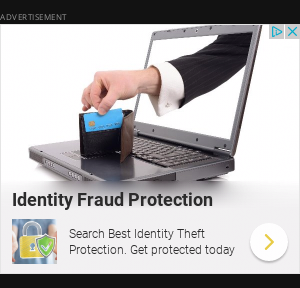 ADVERTISEMENT
Identity Fraud Protection
Search Best Identity Theft
Protection. Get protected today